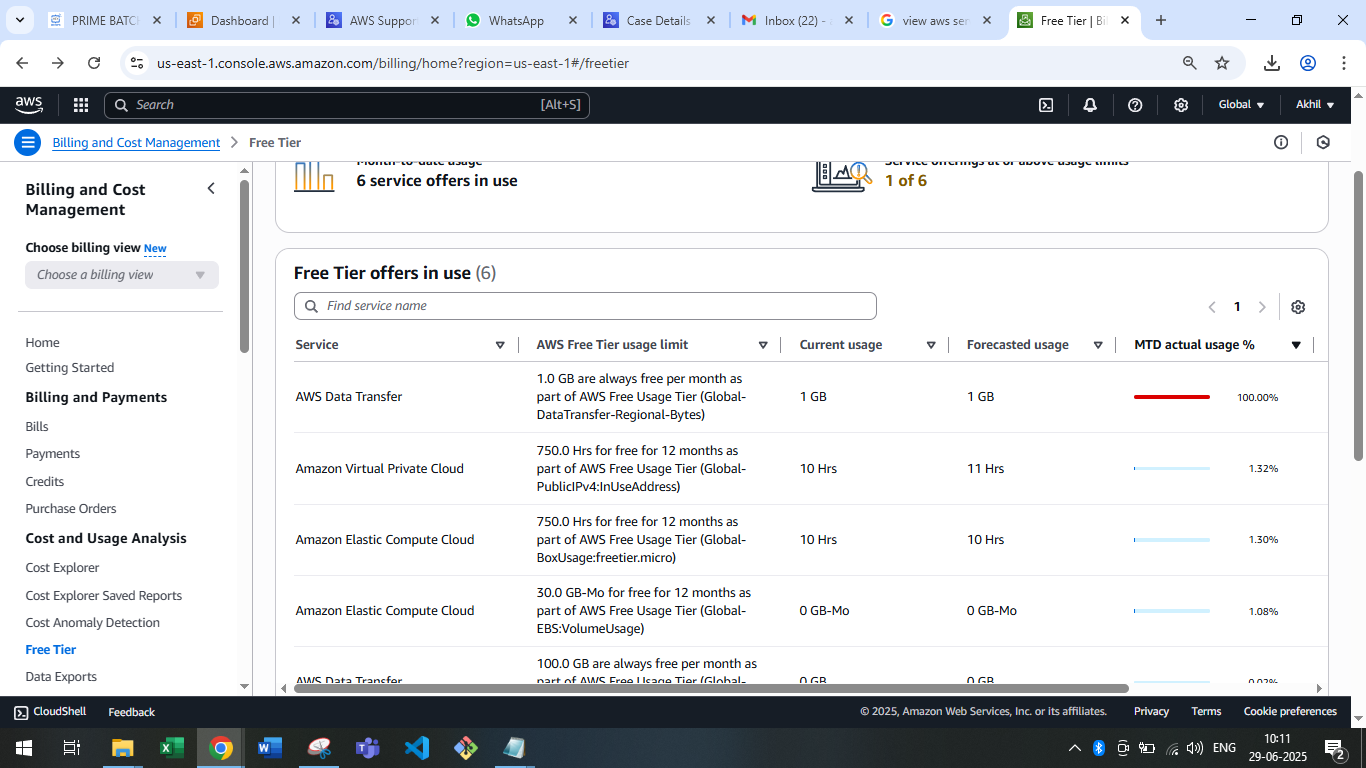 PRIME BATCH
Dashboard |
AWS Suppor
WhatsApp
Case Details
Inbox (22) - a
view aws ser
Free Tier | Bil
us-east-1.console.aws.amazon.com/billing/home?region=us-east-1#/freetier
aws
Search
[Alt+S]
Global
Akhil
Billing and Cost Management
Free Tier
Billing and Cost
Management
Choose billing view New
Choose a billing view
Home
Getting Started
Billing and Payments
Bills
Payments
Credits
Purchase Orders
Cost and Usage Analysis
Cost Explorer
Cost Explorer Saved Reports
Cost Anomaly Detection
Free Tier
Data Exports
Month-to-date usage
6 service offers in use
Service offerings at or above usage limits
1 of 6
Free Tier offers in use (6)
Find service name
1
Service
AWS Free Tier usage limit
Current usage
Forecasted usage
MTD actual usage %
AWS Data Transfer
1.0 GB are always free per month as
part of AWS Free Usage Tier (Global-
DataTransfer-Regional-Bytes)
1 GB
1 GB
100.00%
Amazon Virtual Private Cloud
750.0 Hrs for free for 12 months as
part of AWS Free Usage Tier (Global-
PublicIPv4:InUseAddress)
10 Hrs
11 Hrs
1.32%
Amazon Elastic Compute Cloud
750.0 Hrs for free for 12 months as
part of AWS Free Usage Tier (Global-
BoxUsage:freetier.micro)
10 Hrs
10 Hrs
1.30%
Amazon Elastic Compute Cloud
30.0 GB-Mo for free for 12 months as
part of AWS Free Usage Tier (Global-
EBS:VolumeUsage)
0 GB-Mo
0 GB-Mo
1.08%
AWS Data Transfer
100.0 GB are always free per month as
part of AWS Free Usage Tier (Global-
0 GB
0 GB
0.02%
CloudShell
Feedback
© 2025, Amazon Web Services, Inc. or its affiliates.
Privacy
Terms
Cookie preferences
ENG
10:11
29-06-2025
2